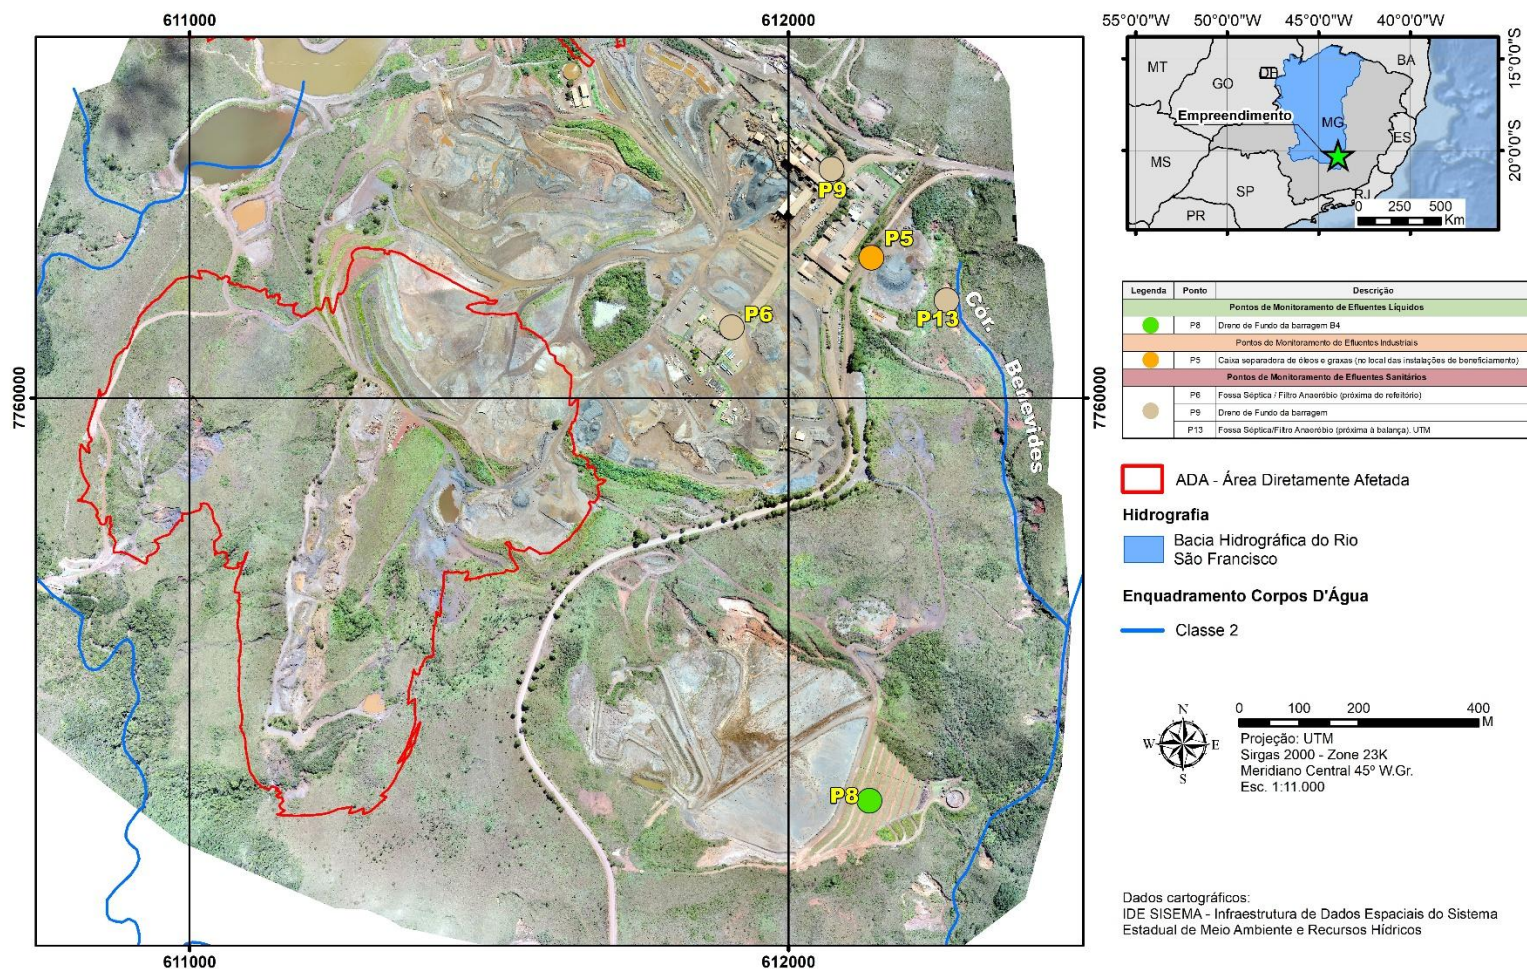 611000
612000
7760000
7760000
611000
612000
P9
P5
P6
P13
Cór.
Benevides
P8
55°0'0"W
50°0'0"W
45°0'0"W
40°0'0"W
15°0'0"S
20°0'0"S
MT
GO
DF
BA
Empreendimento
MG
ES
MS
SP
RJ
PR
0 250 500
Km
Legenda Ponto Descrição
Pontos de Monitoramento de Efluentes Líquidos
P8 Dreno de Fundo da barragem B4
Pontos de Monitoramento de Efluentes Industriais
P5 Caixa separadora de óleos e graxas (no local das instalações de beneficiamento)
Pontos de Monitoramento de Efluentes Sanitários
P6 Fossa Séptica / Filtro Anaeróbio (próxima do refeitório)
P9 Dreno de Fundo da barragem
P13 Fossa Séptica/Filtro Anaeróbio (próxima à balança). UTM
ADA - Área Diretamente Afetada
Hidrografia
Bacia Hidrográfica do Rio
São Francisco
Enquadramento Corpos D'Água
Classe 2
N
W E
S
0 100 200 400
M
Projeção: UTM
Sirgas 2000 - Zone 23K
Meridiano Central 45º W.Gr.
Esc. 1:11.000
Dados cartográficos:
IDE SISEMA - Infraestrutura de Dados Espaciais do Sistema
Estadual de Meio Ambiente e Recursos Hídricos